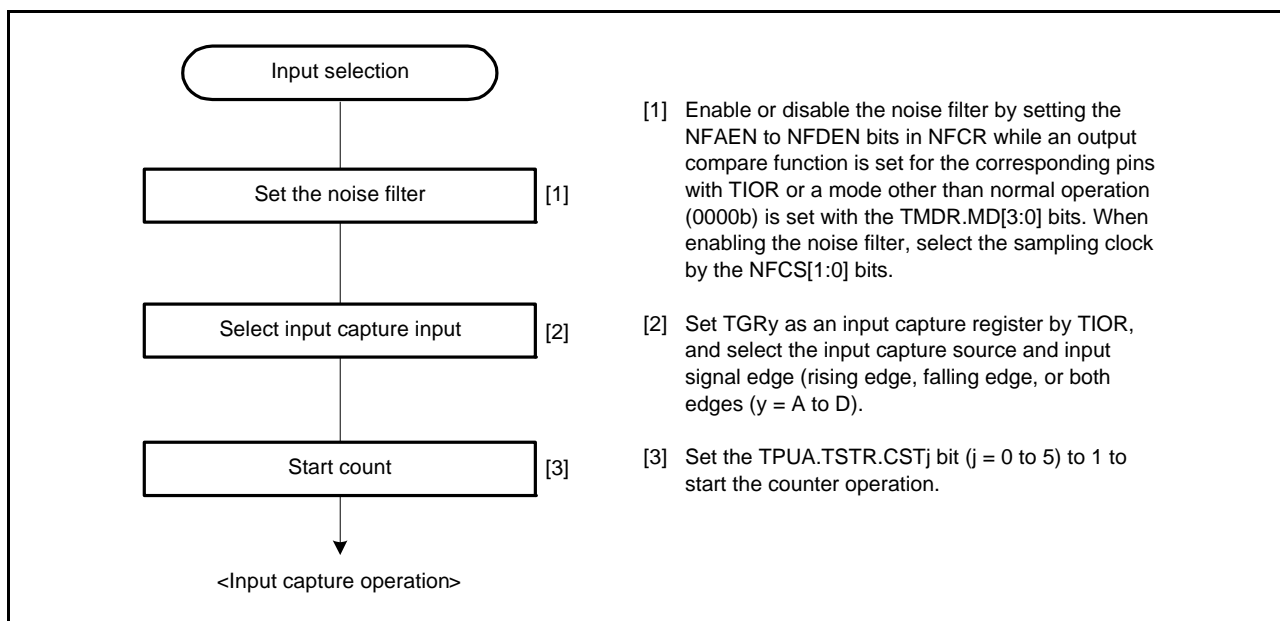 Input selection
Set the noise filter
[1]
Select input capture input
[2]
Start count
[3]
<Input capture operation>
[1] Enable or disable the noise filter by setting the
NFAEN to NFDEN bits in NFCR while an output
compare function is set for the corresponding pins
with TIOR or a mode other than normal operation
(0000b) is set with the TMDR.MD[3:0] bits. When
enabling the noise filter, select the sampling clock
by the NFCS[1:0] bits.
[2] Set TGRy as an input capture register by TIOR,
and select the input capture source and input
signal edge (rising edge, falling edge, or both
edges (y = A to D).
[3] Set the TPUA.TSTR.CSTj bit (j = 0 to 5) to 1 to
start the counter operation.